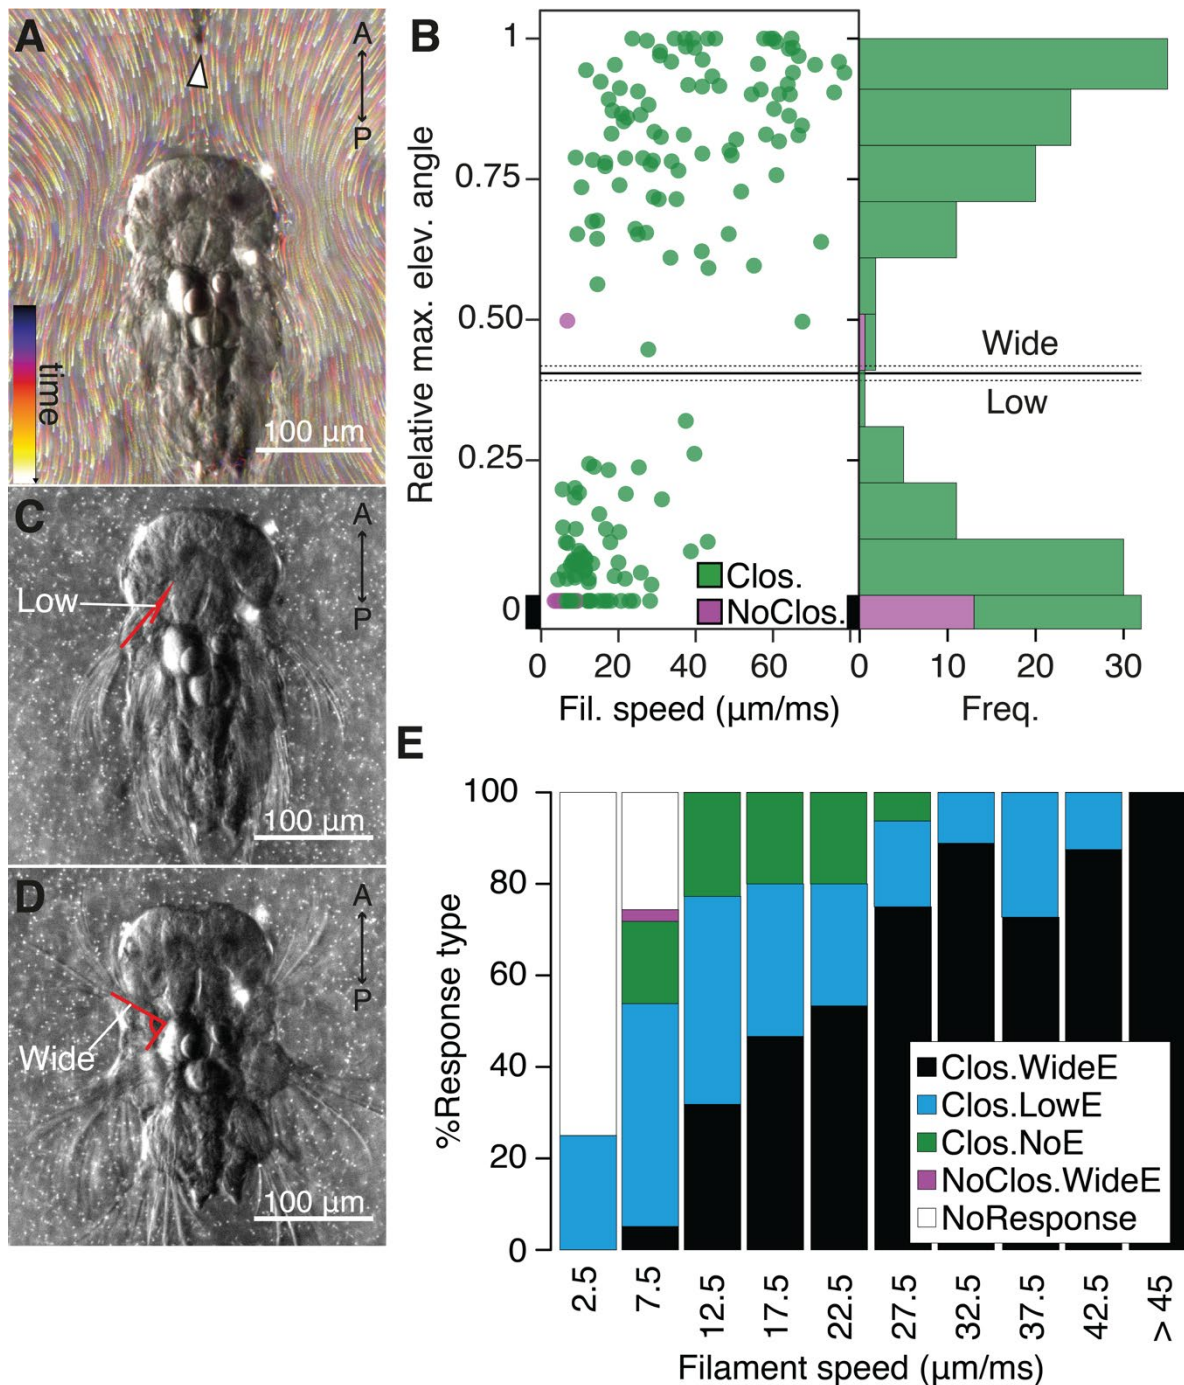 A
A
P
time
100 µm
B
Relative max. elev. angle
1
0.75
0.50
0.25
0
Wide
Low
Clos.
NoClos.
0
20
40
60
80
Fil. speed (µm/ms)
0
10
20
30
Freq.
C
A
P
Low
100 µm
D
A
P
Wide
100 µm
E
%Response type
100
80
60
40
20
0
Clos.WideE
Clos.LowE
Clos.NoE
NoClos.WideE
NoResponse
2.5
7.5
12.5
17.5
22.5
27.5
32.5
37.5
42.5
> 45
Filament speed (µm/ms)